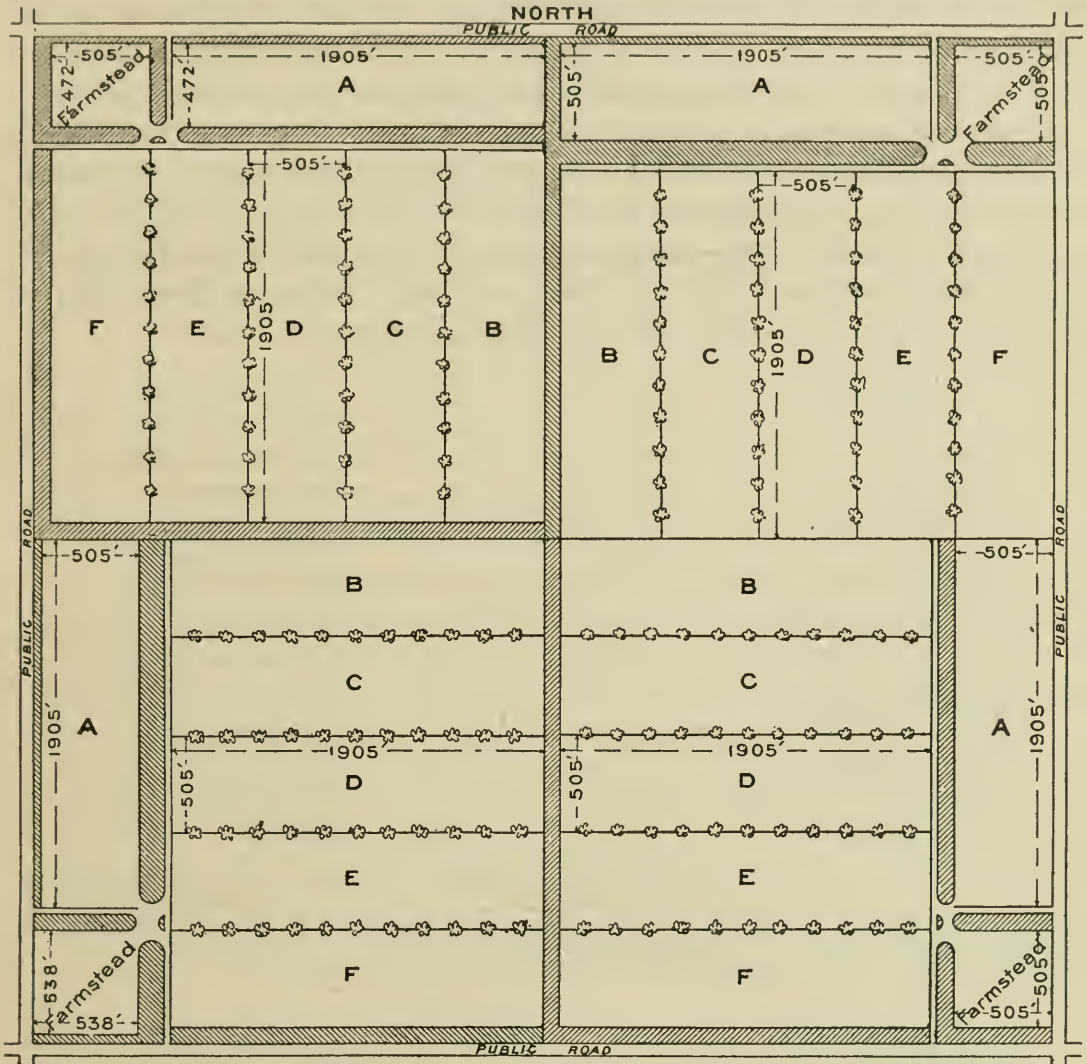 NORTH
PUBLIC ROAD
505' 1905' 1905' 505'
472' Farmstead 472' A 505' A Farmstead 505'
505' 505'
F E 1905' D C B
B C 1905' D E F
PUBLIC ROAD
PUBLIC ROAD
505' B B 505'
C C
1905' A A 1905'
1905' 1905'
505' D 505' D
E E
538' Farmstead F F Farmstead 505'
538' 505'
PUBLIC ROAD